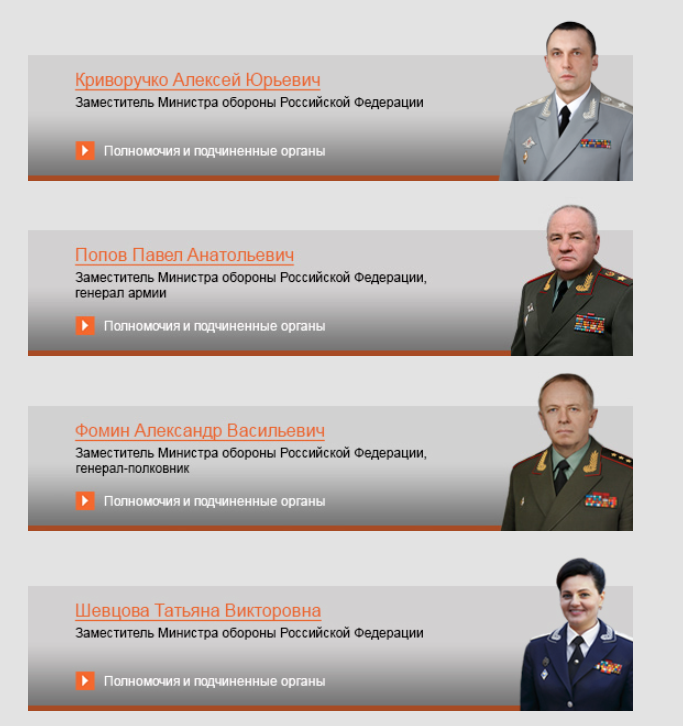 Криворучко Алексей Юрьевич
Заместитель Министра обороны Российской Федерации
Полномочия и подчиненные органы
Попов Павел Анатольевич
Заместитель Министра обороны Российской Федерации,
генерал армии
Полномочия и подчиненные органы
Фомин Александр Васильевич
Заместитель Министра обороны Российской Федерации,
генерал-полковник
Полномочия и подчиненные органы
Шевцова Татьяна Викторовна
Заместитель Министра обороны Российской Федерации
Полномочия и подчиненные органы